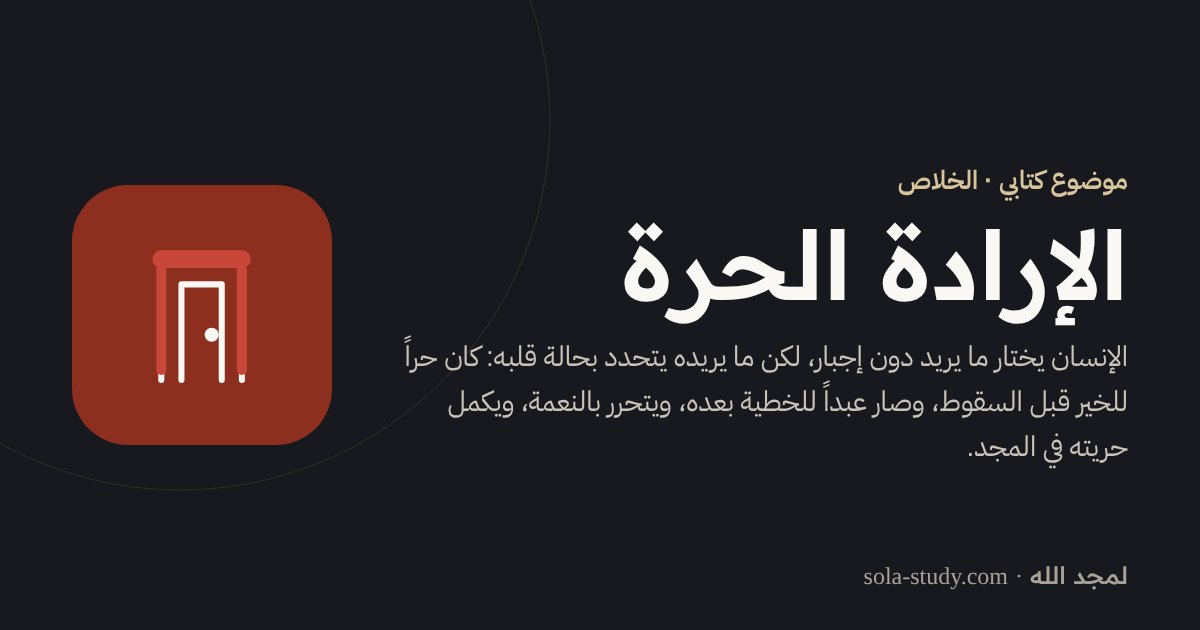 موضوع كتابي · الخلاص
الإرادة الحرة
الإنسان يختار ما يريد دون إجبار، لكن ما يريده يتحدد بحالة قلبه: كان حراً
للخير قبل السقوط، وصار عبداً للخطية بعده، ويتحرر بالنعمة، ويكمل
حريته في المجد.
لمجد الله · sola-study.com